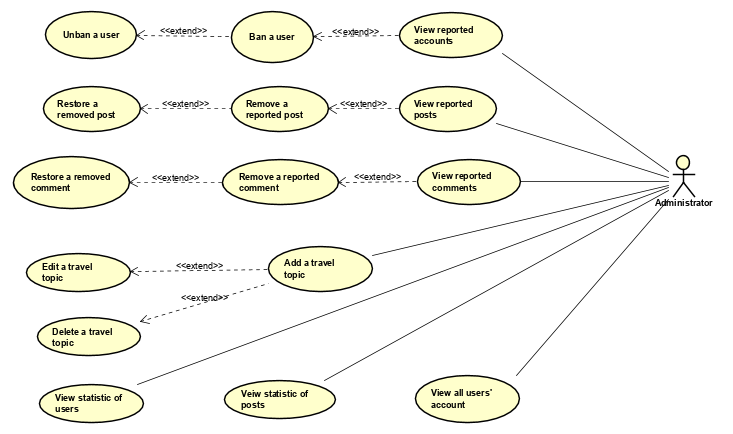 Unban a user
<<extend>>
Ban a user
<<extend>>
View reported
accounts
Restore a
removed post
<<extend>>
Remove a
reported post
<<extend>>
View reported
posts
Restore a removed
comment
<<extend>>
Remove a reported
comment
<<extend>>
View reported
comments
Administrator
Edit a travel
topic
<<extend>>
Add a travel
topic
<<extend>>
Delete a travel
topic
View statistic of
users
Veiw statistic of
posts
View all users'
account